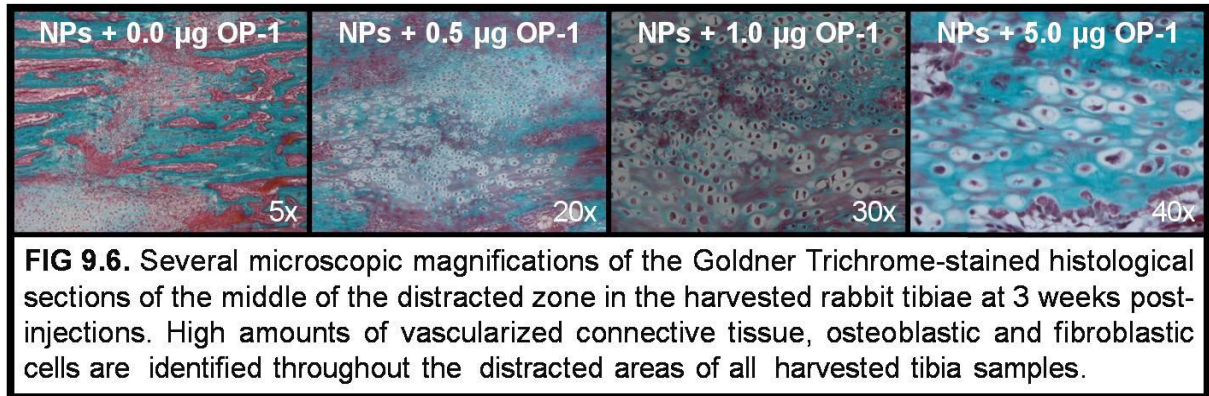 NPs + 0.0 µg OP-1
NPs + 0.5 µg OP-1
NPs + 1.0 µg OP-1
NPs + 5.0 µg OP-1
5x
20x
30x
40x
FIG 9.6. Several microscopic magnifications of the Goldner Trichrome-stained histological
sections of the middle of the distracted zone in the harvested rabbit tibiae at 3 weeks post-
injections. High amounts of vascularized connective tissue, osteoblastic and fibroblastic
cells are identified throughout the distracted areas of all harvested tibia samples.